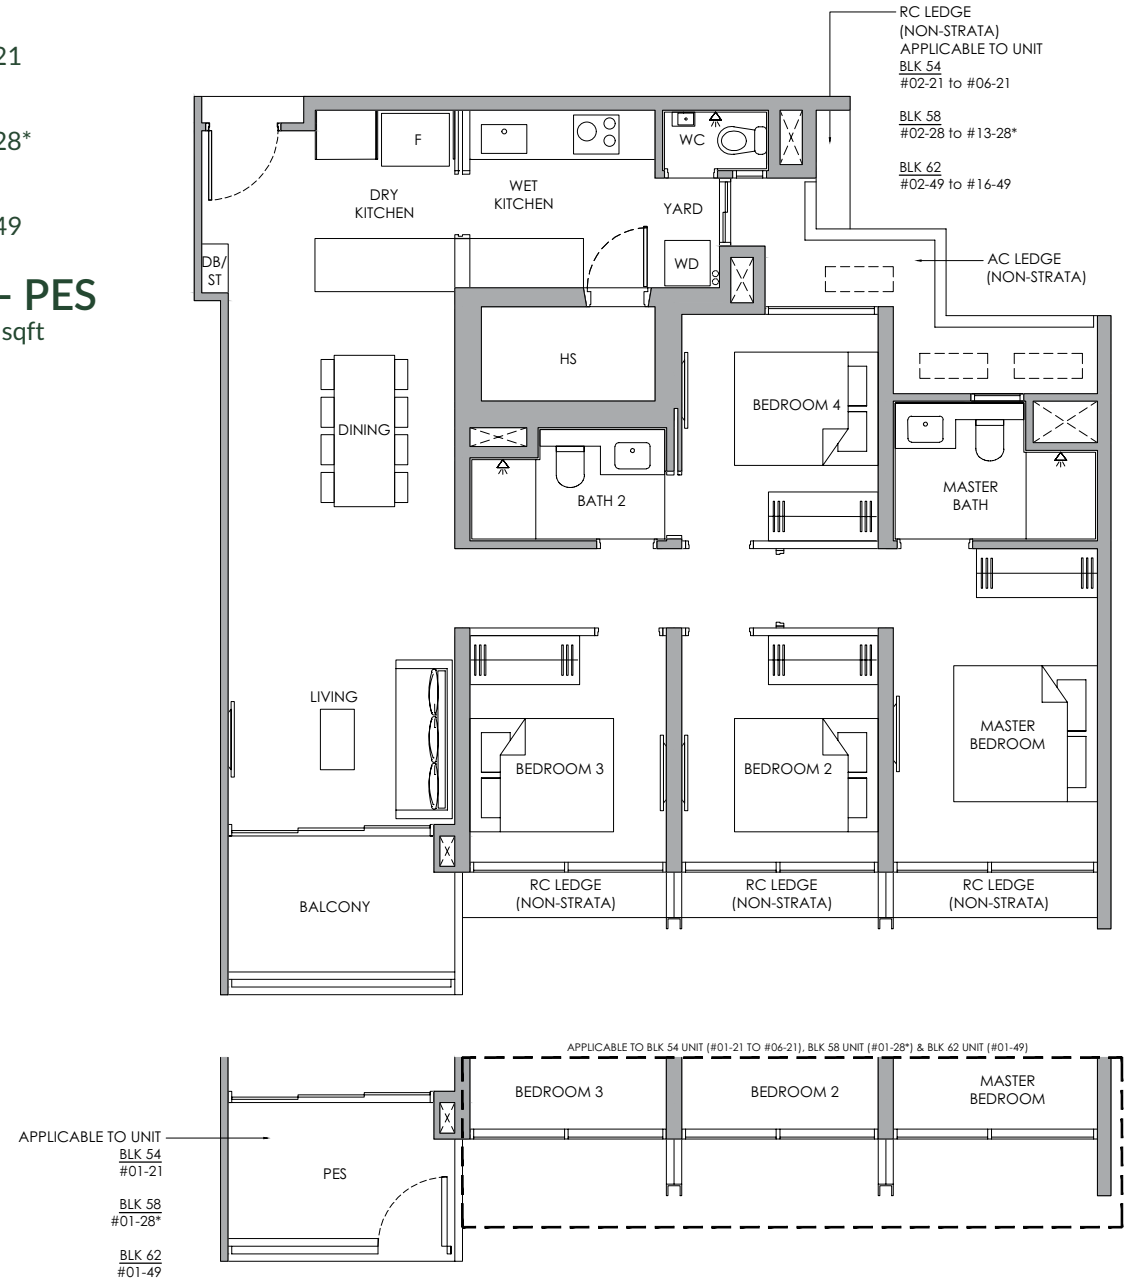 21
28*
49
- PES
sqft
RC LEDGE
(NON-STRATA)
APPLICABLE TO UNIT
BLK 54
#02-21 to #06-21
BLK 58
#02-28 to #13-28*
BLK 62
#02-49 to #16-49
F
WC
DRY
KITCHEN
WET
KITCHEN
YARD
DB/
ST
WD
AC LEDGE
(NON-STRATA)
HS
BEDROOM 4
DINING
BATH 2
MASTER
BATH
LIVING
BEDROOM 3
BEDROOM 2
MASTER
BEDROOM
BALCONY
RC LEDGE
(NON-STRATA)
RC LEDGE
(NON-STRATA)
RC LEDGE
(NON-STRATA)
APPLICABLE TO BLK 54 UNIT (#01-21 TO #06-21), BLK 58 UNIT (#01-28*) & BLK 62 UNIT (#01-49)
BEDROOM 3
BEDROOM 2
MASTER
BEDROOM
APPLICABLE TO UNIT
BLK 54
#01-21
BLK 58
#01-28*
BLK 62
#01-49
PES